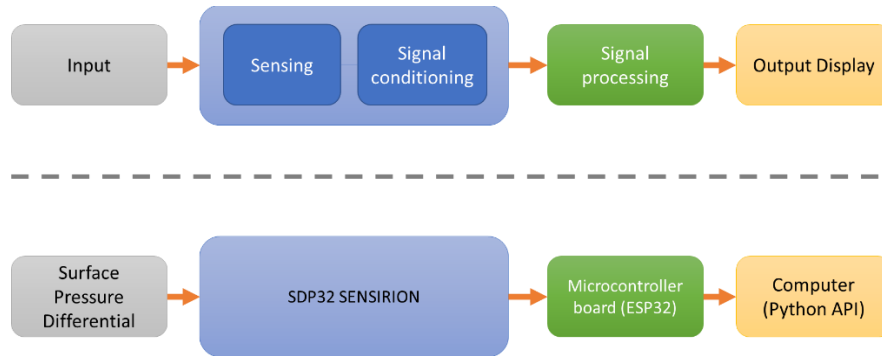 Input
Sensing
Signal
conditioning
Signal
processing
Output Display
Surface
Pressure
Differential
SDP32 SENSIRION
Microcontroller
board (ESP32)
Computer
(Python API)